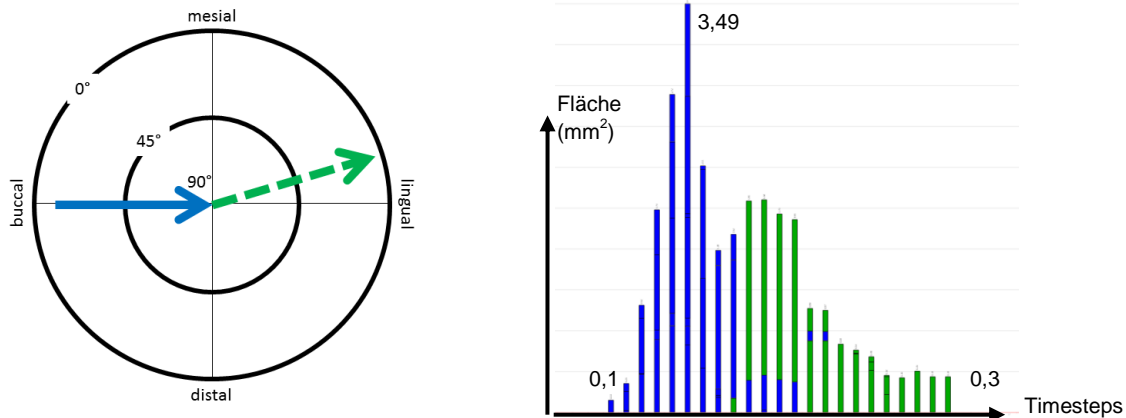 mesial
0°
45°
90°
buccal
lingual
distal
3,49
Fläche
(mm²)
0,1
0,3
Timesteps